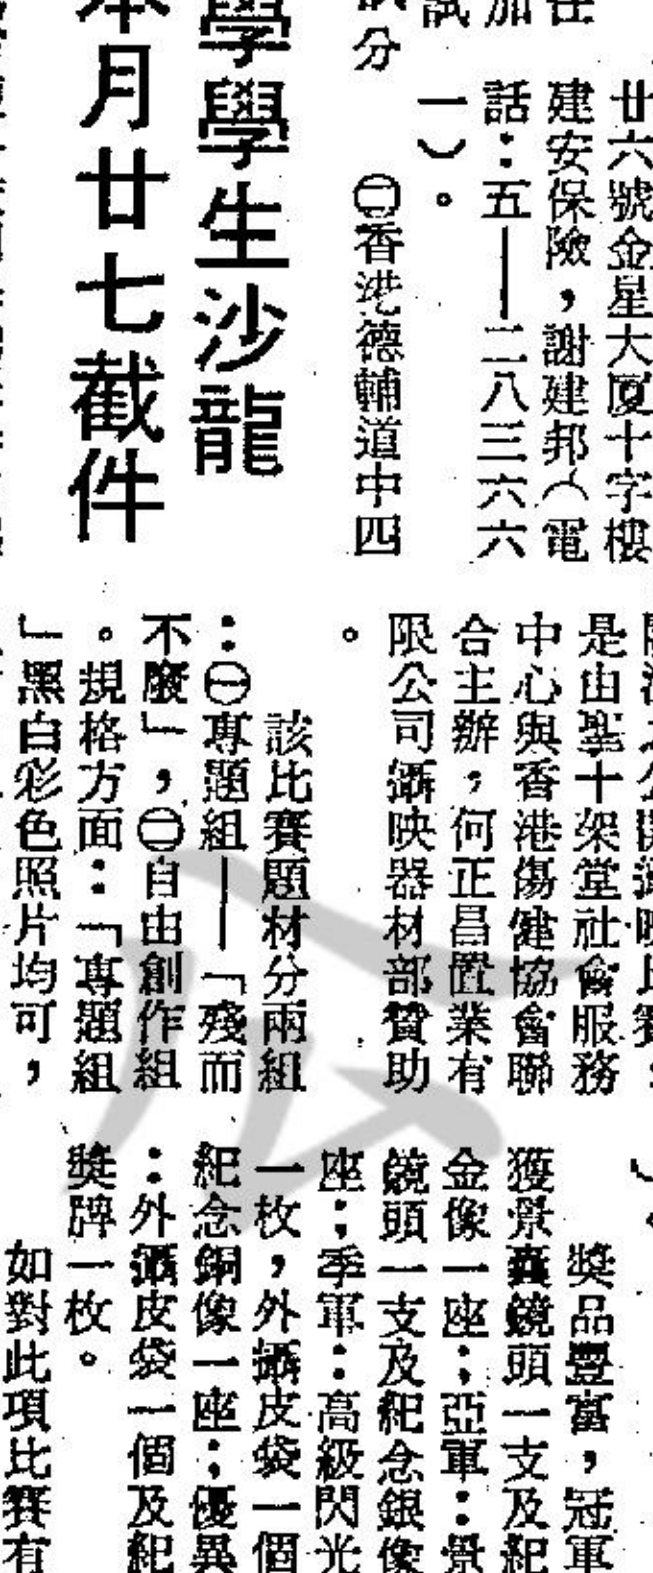 廿六號金星大厦十字樓
建安保險，謝建邦（電
話：五——二八三六六
一）。
㊁香港德輔道中四
學學生沙龍
本月廿七截件
是由聖十架堂社會服務
中心與香港傷健協會聯
合主辦，何正昌置業有
限公司攝映器材部贊助
。
該比賽題材分兩組
：㊀專題組——「殘而
不廢」，㊁自由創作組
。規格方面：「專題組
」黑白彩色照片均可，
獎品豐富，冠軍
獲景鏡頭一支及紀
金像一座；亞軍：景
鏡頭一支及紀念銀像
座；季軍：高級閃光
一枚，外攝皮袋一個
紀念銅像一座；優異
：外攝皮袋一個及紀
獎牌一枚。
如對此項比賽有